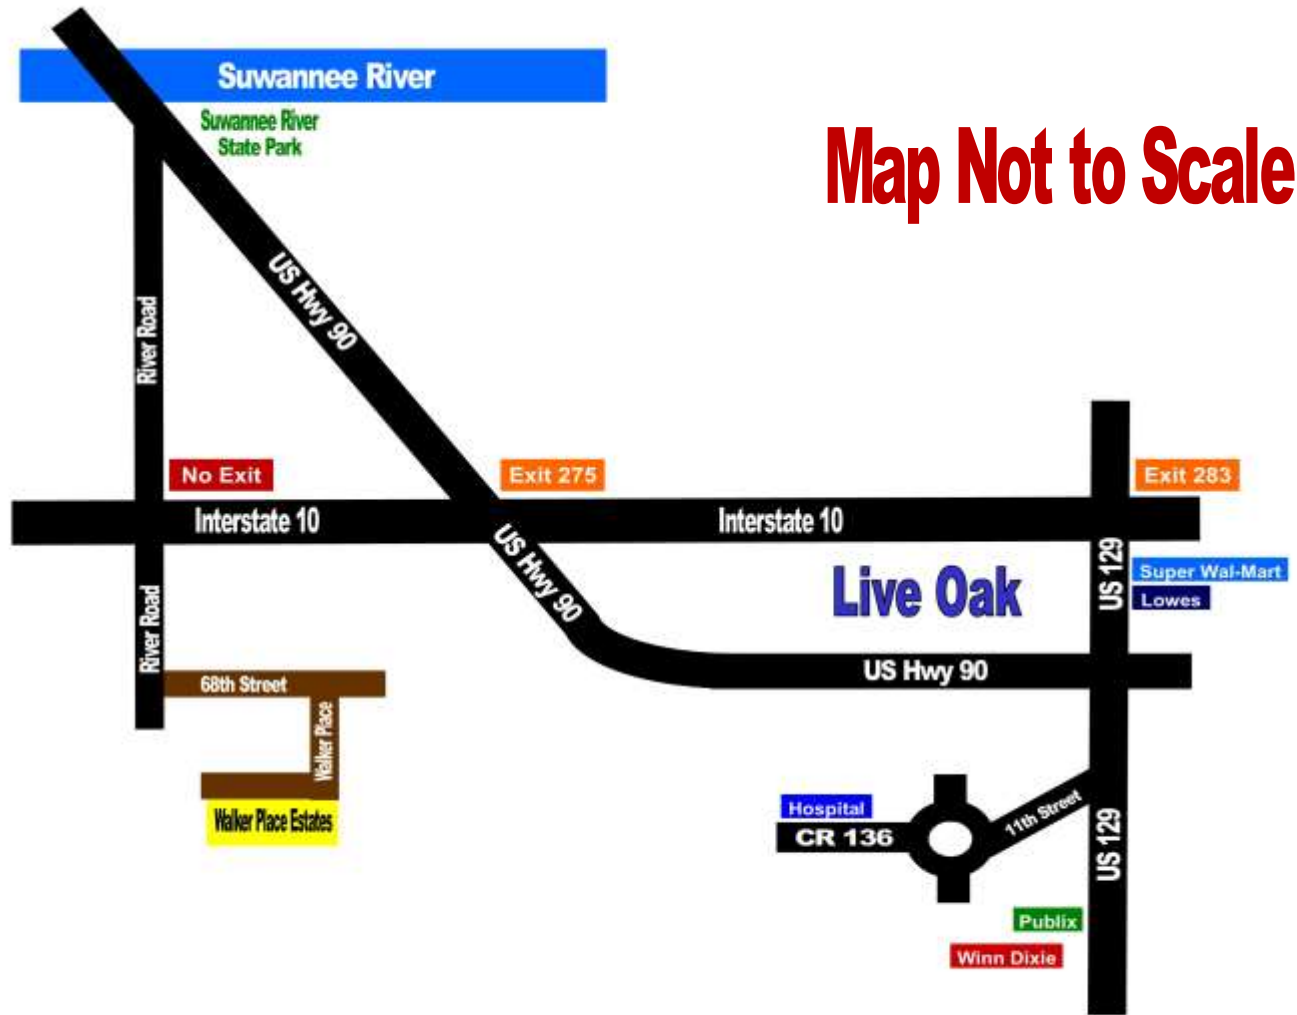 Suwannee River
Suwannee River
State Park
Map Not to Scale
US Hwy 90
River Road
No Exit
Exit 275
Exit 283
Interstate 10
Interstate 10
US Hwy 90
US 129
Super Wal-Mart
Lowes
Live Oak
River Road
US Hwy 90
68th Street
Walker Place
Walker Place Estates
Hospital
CR 136
11th Street
US 129
Publix
Winn Dixie